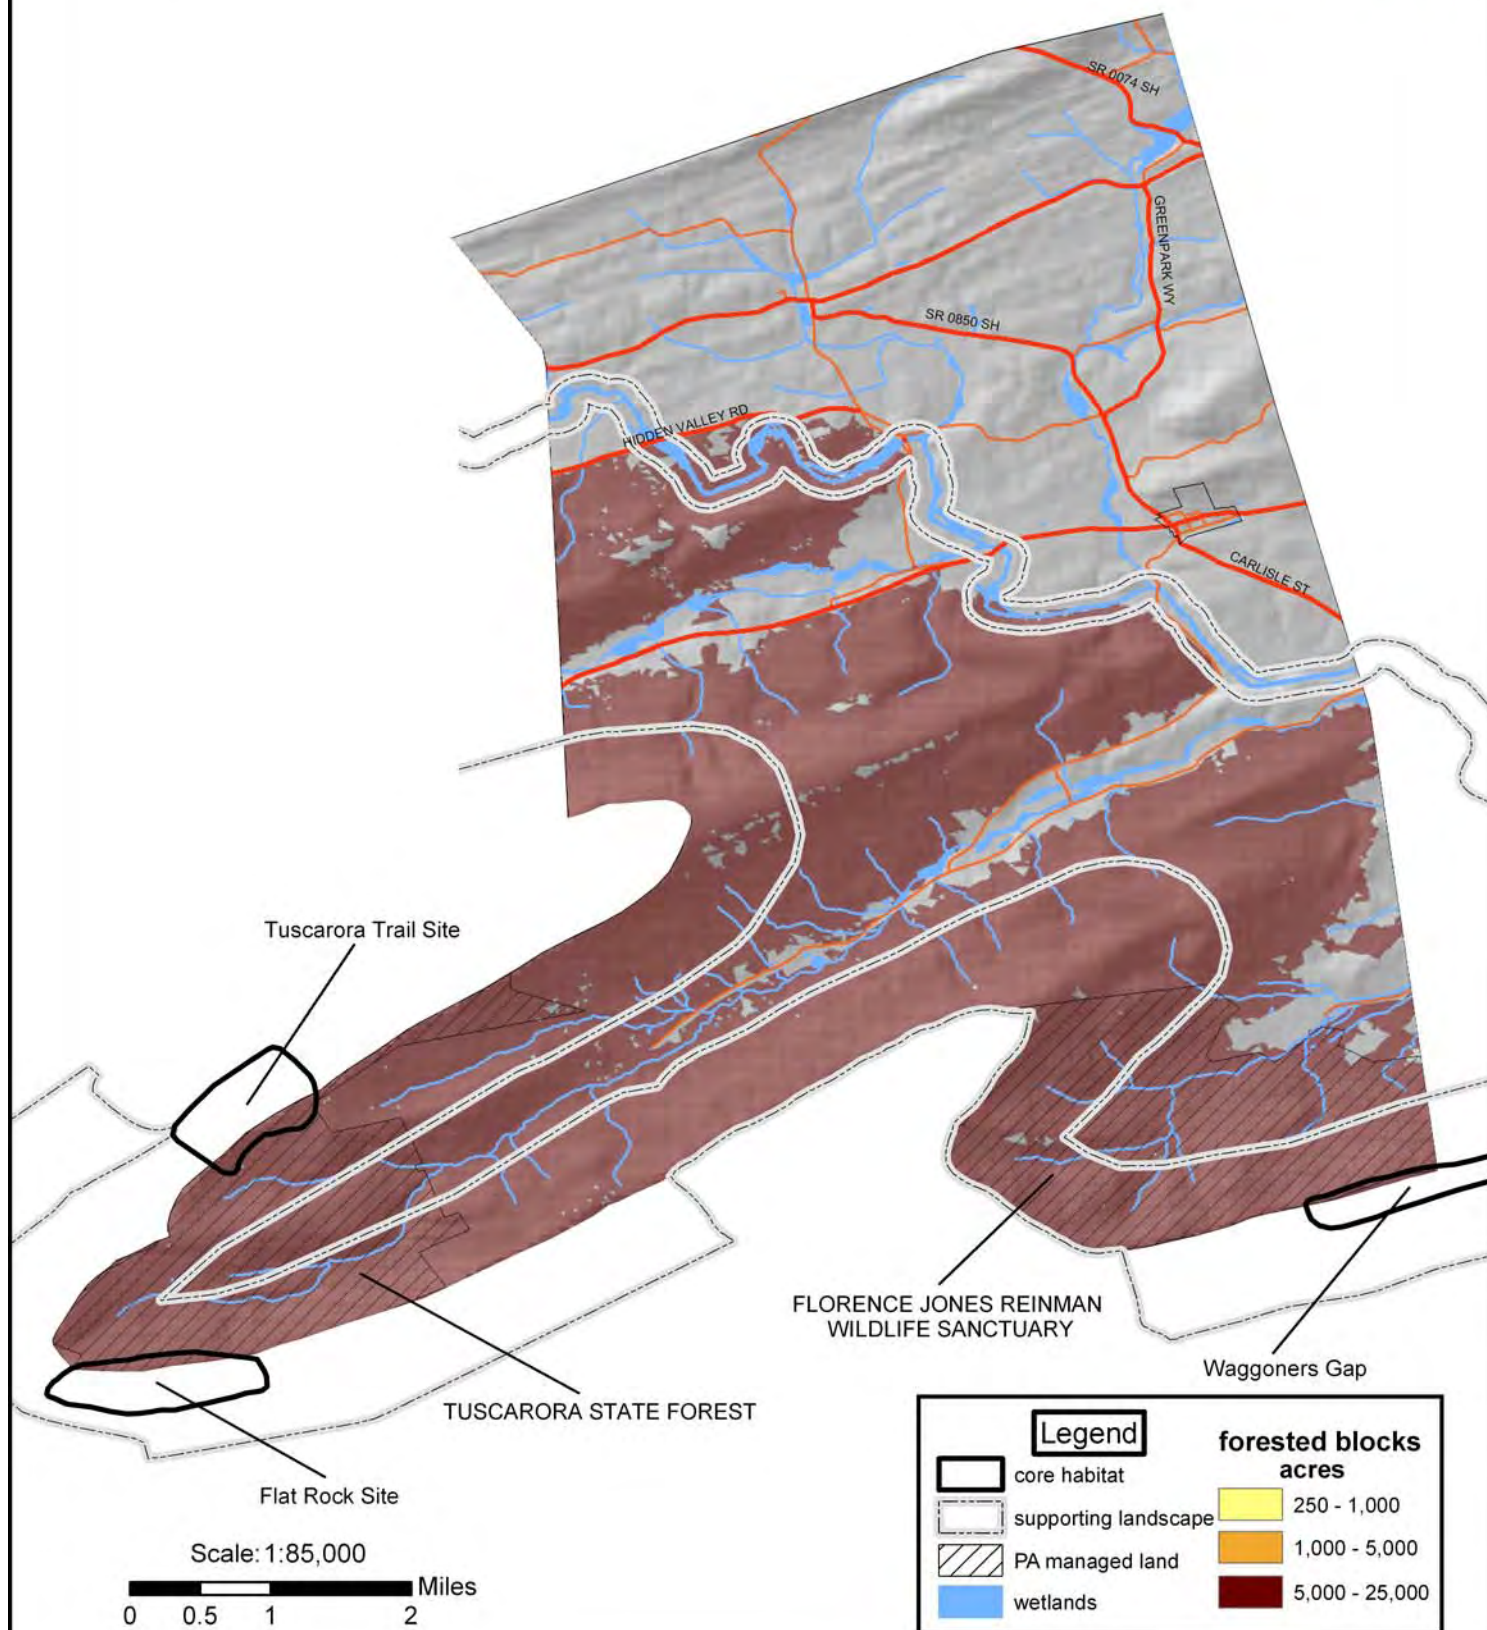 SR 0074 SH
GREENPARK WY
SR 0850 SH
HIDDEN VALLEY RD
CARLISLE ST
Tuscarora Trail Site
FLORENCE JONES REINMAN
WILDLIFE SANCTUARY
Waggoners Gap
TUSCARORA STATE FOREST
Flat Rock Site
Scale: 1:85,000
Miles
0 0.5 1 2
Legend
core habitat
supporting landscape
PA managed land
wetlands
forested blocks
acres
250 - 1,000
1,000 - 5,000
5,000 - 25,000